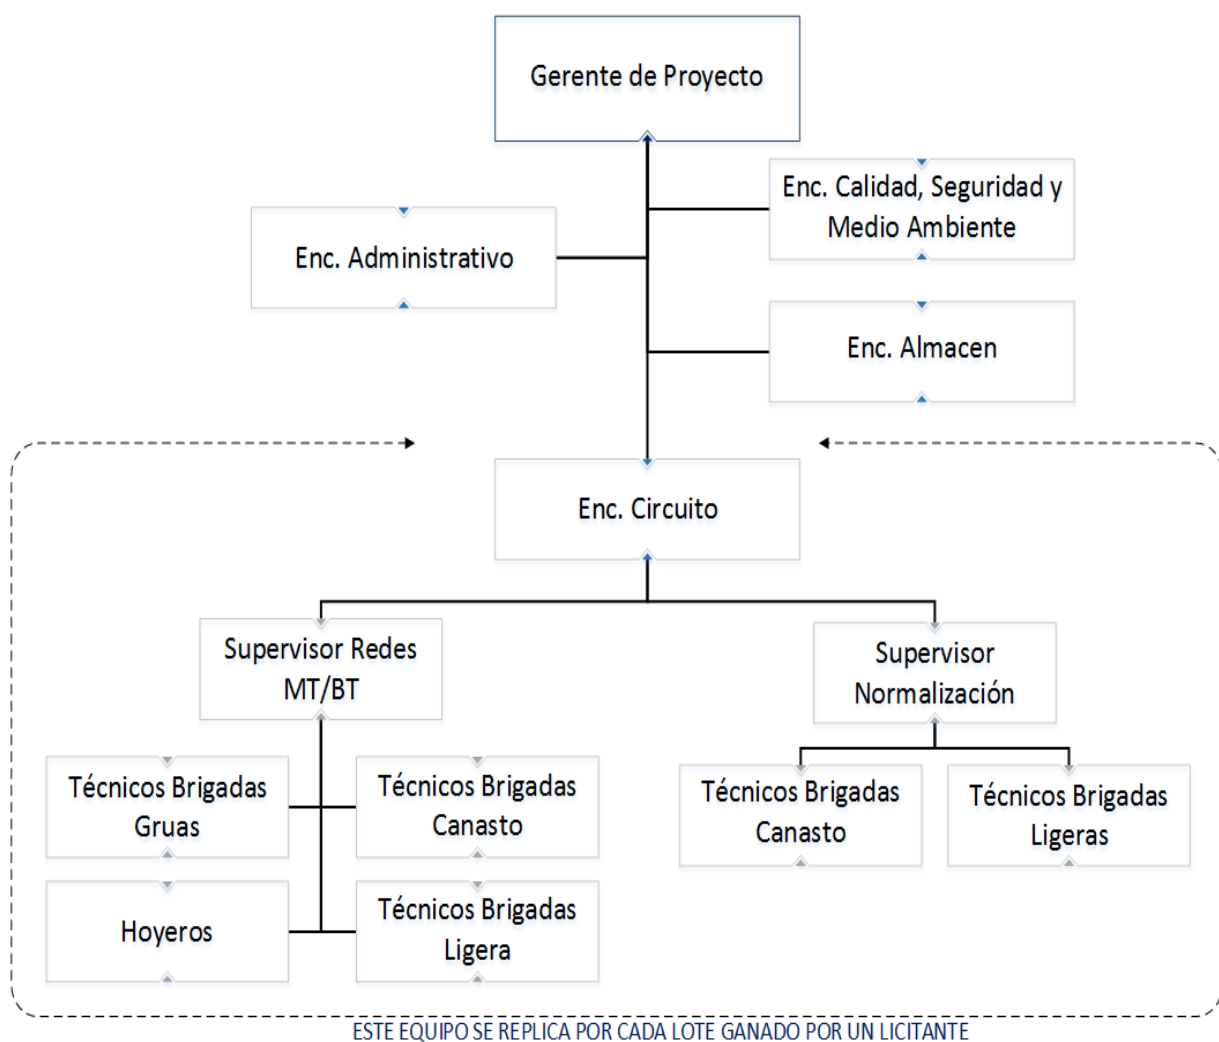 Gerente de Proyecto
Enc. Calidad, Seguridad y
Medio Ambiente
Enc. Administrativo
Enc. Almacen
Enc. Circuito
Supervisor Redes
MT/BT
Supervisor
Normalización
Técnicos Brigadas
Gruas
Técnicos Brigadas
Canasto
Técnicos Brigadas
Canasto
Técnicos Brigadas
Ligeras
Hoyeros
Técnicos Brigadas
Ligera
ESTE EQUIPO SE REPLICA POR CADA LOTE GANADO POR UN LICITANTE